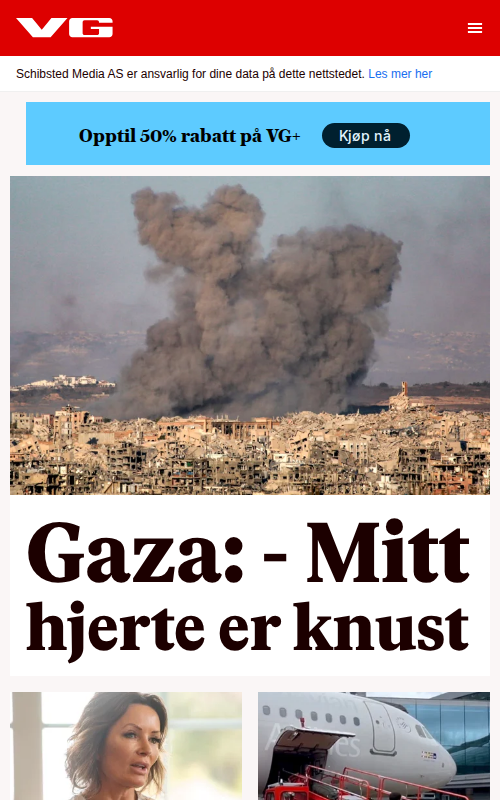 VG
Schibsted Media AS er ansvarlig for dine data på dette nettstedet. Les mer her
Opptil 50% rabatt på VG+
Kjøp nå
Gaza: - Mitt
hjerte er knust